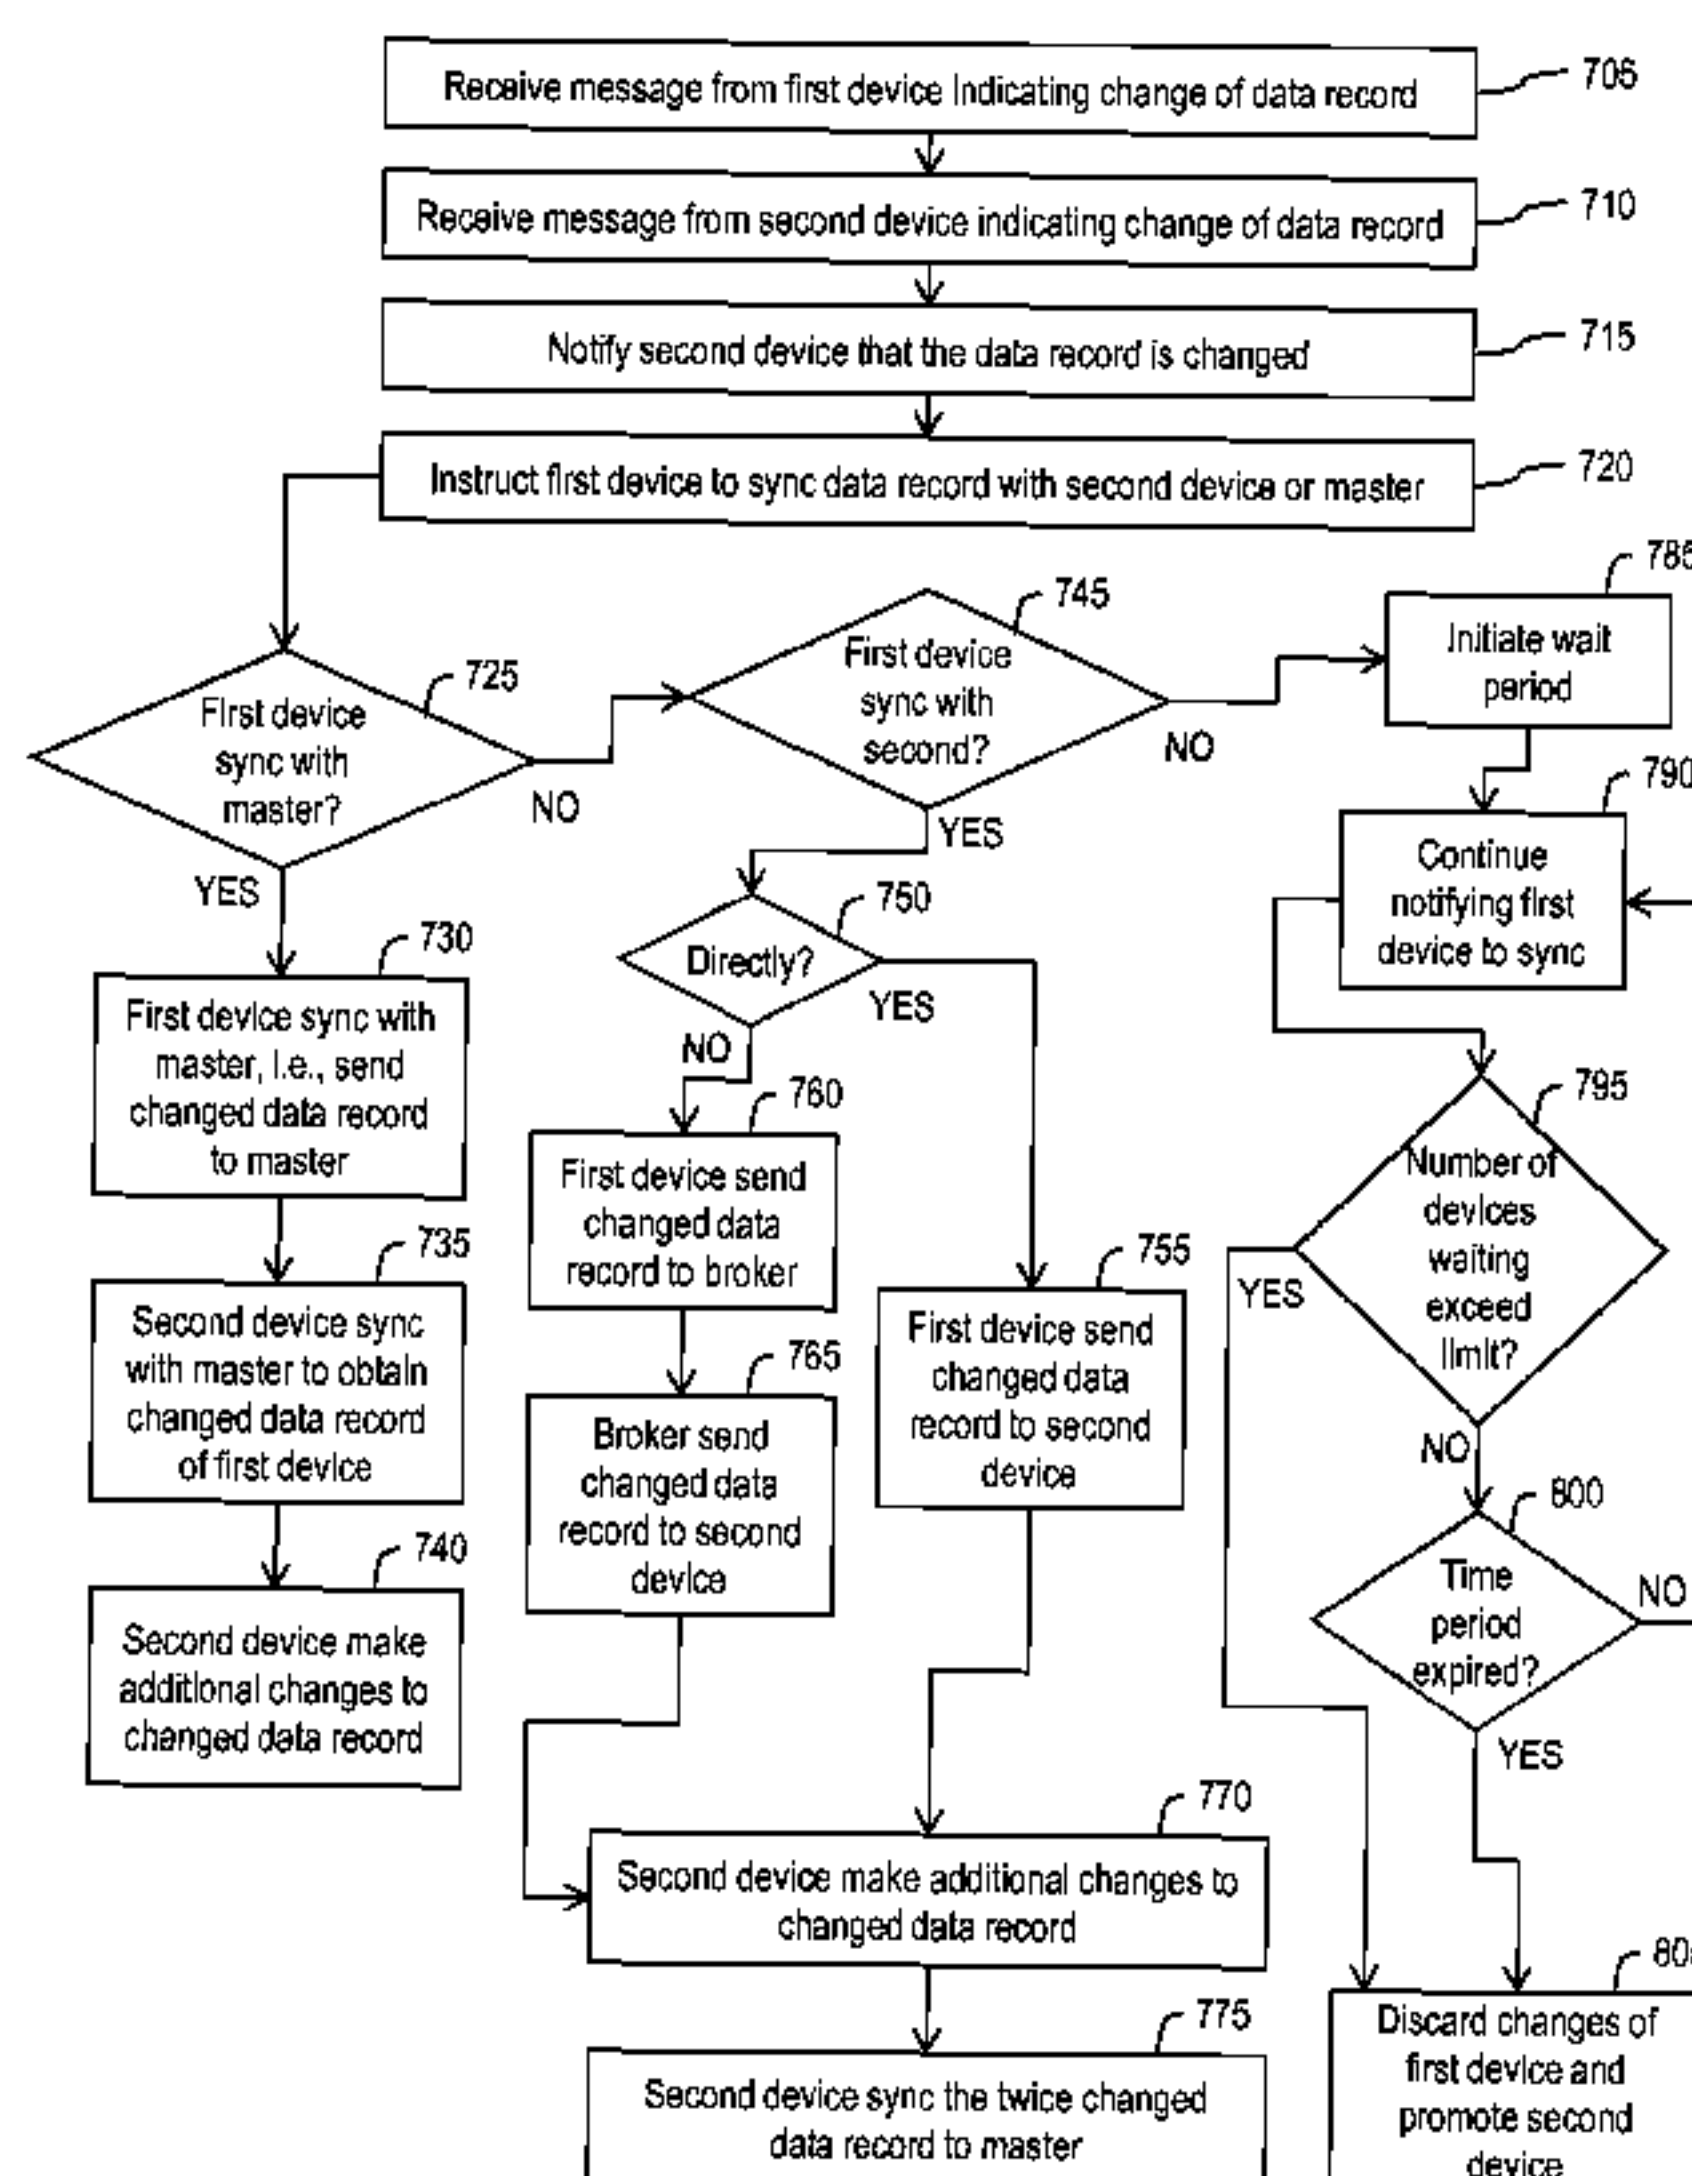 Receive message from first device Indicating change of data record
705
Receive message from second device indicating change of data record
710
Notify second device that the data record is changed
715
Instruct first device to sync data record with second device or master
720
First device
sync with
master?
725
NO
YES
First device
sync with
second?
745
NO
YES
Initiate wait
period
785
Continue
notifying first
device to sync
790
Directly?
750
YES
NO
First device sync with
master, i.e., send
changed data record
to master
730
Second device sync
with master to obtain
changed data record
of first device
735
Second device make
additional changes to
changed data record
740
First device send
changed data
record to broker
760
Broker send
changed data
record to second
device
765
First device send
changed data
record to second
device
755
Number of
devices
waiting
exceed
limit?
795
YES
NO
Time
period
expired?
800
NO
YES
Second device make additional changes to
changed data record
770
Second device sync the twice changed
data record to master
775
Discard changes of
first device and
promote second
device